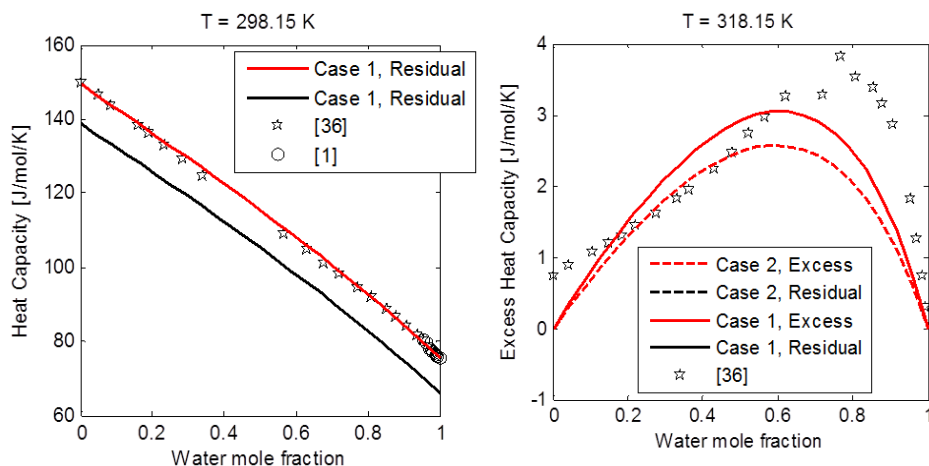 T = 298.15 K
160
140
120
100
80
60
Heat Capacity [J/mol/K]
0
0.2
0.4
0.6
0.8
1
Water mole fraction
Case 1, Residual
Case 1, Residual
[36]
[1]
T = 318.15 K
4
3
2
1
0
-1
Excess Heat Capacity [J/mol/K]
0
0.2
0.4
0.6
0.8
1
Water mole fraction
Case 2, Excess
Case 2, Residual
Case 1, Excess
Case 1, Residual
[36]